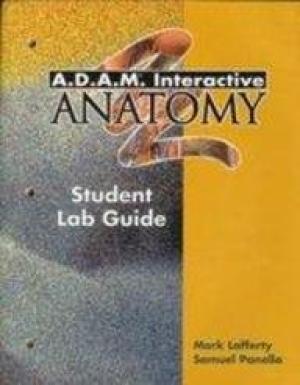 A.D.A.M. Interactive
ANATOMY
Student
Lab Guide
Mark Lafferty
Samuel Panella